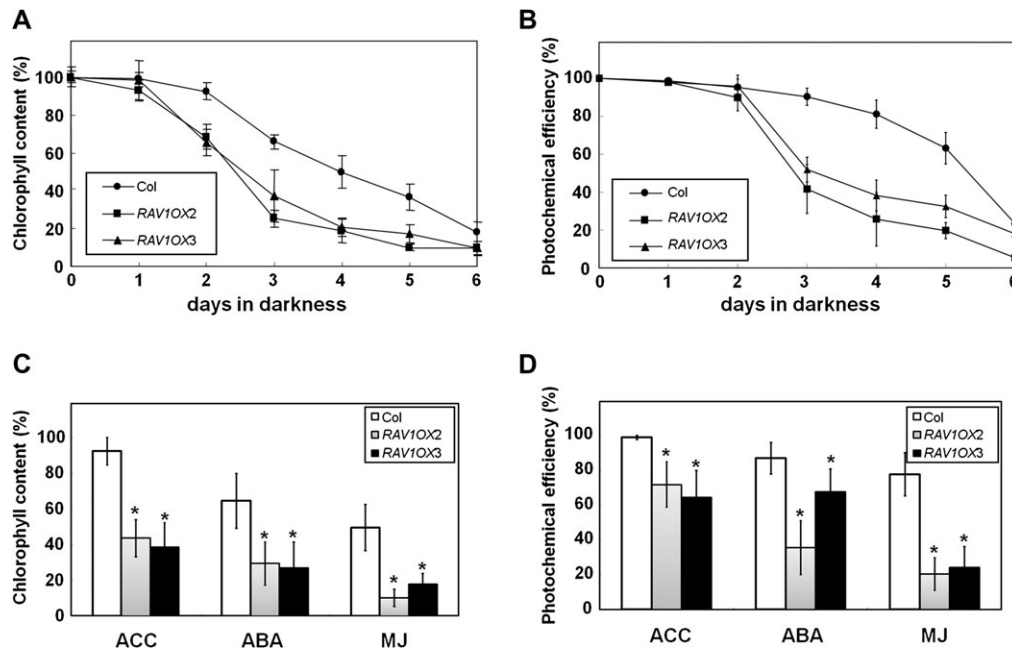 A
Chlorophyll content (%)
100
80
60
40
20
0
Col
RAV1OX2
RAV1OX3
0 1 2 3 4 5 6
days in darkness
B
Photochemical efficiency (%)
100
80
60
40
20
0
Col
RAV1OX2
RAV1OX3
0 1 2 3 4 5 6
days in darkness
C
Chlorophyll content (%)
100
80
60
40
20
0
Col
RAV1OX2
RAV1OX3
* *
* *
* *
ACC ABA MJ
D
Photochemical efficiency (%)
100
80
60
40
20
0
Col
RAV1OX2
RAV1OX3
* *
* *
* *
ACC ABA MJ